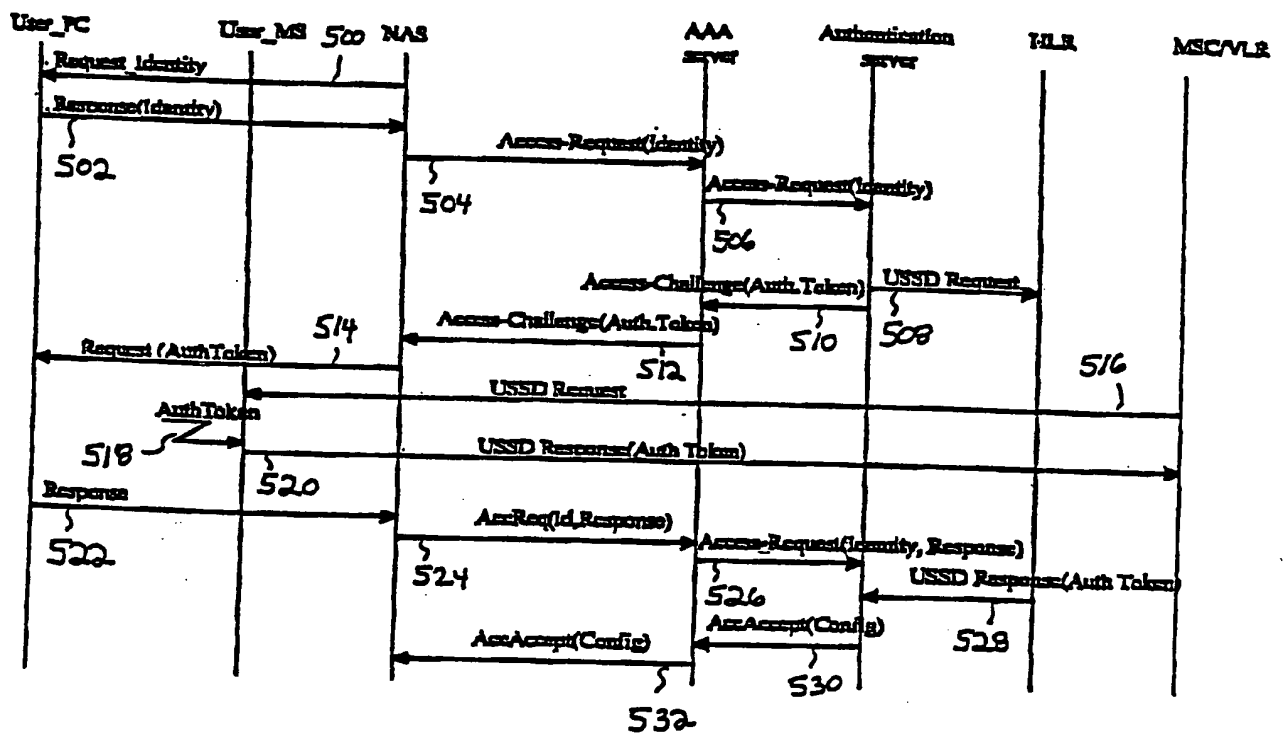 User_PC
User_MS
500
NAS
AAA server
Authentication server
HLR
MSC/VLR
Request_Identity
Response(Identity)
502
Access-Request(Identity)
504
Access-Request(Identity)
506
Access-Challenge(Auth.Token)
USSD Request
508
510
Access-Challenge(Auth.Token)
512
514
Request (AuthToken)
516
USSD Request
AuthToken
518
USSD Response(Auth Token)
520
Response
522
AccReq(Id,Response)
524
Access_Request(Identity, Response)
526
USSD Response(Auth Token)
528
AccAccept(Config)
530
AccAccept(Config)
532